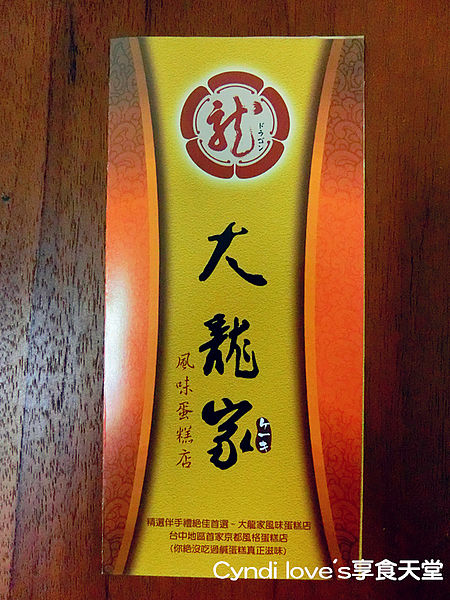 龍
ドラゴン
大龍家
ケーキ
風味蛋糕店
精選伴手禮絕佳首選~大龍家風味蛋糕店
台中地區首家京都風格蛋糕店
(你絕沒吃過鹹蛋糕真正滋味)
Cyndi love's享食天堂